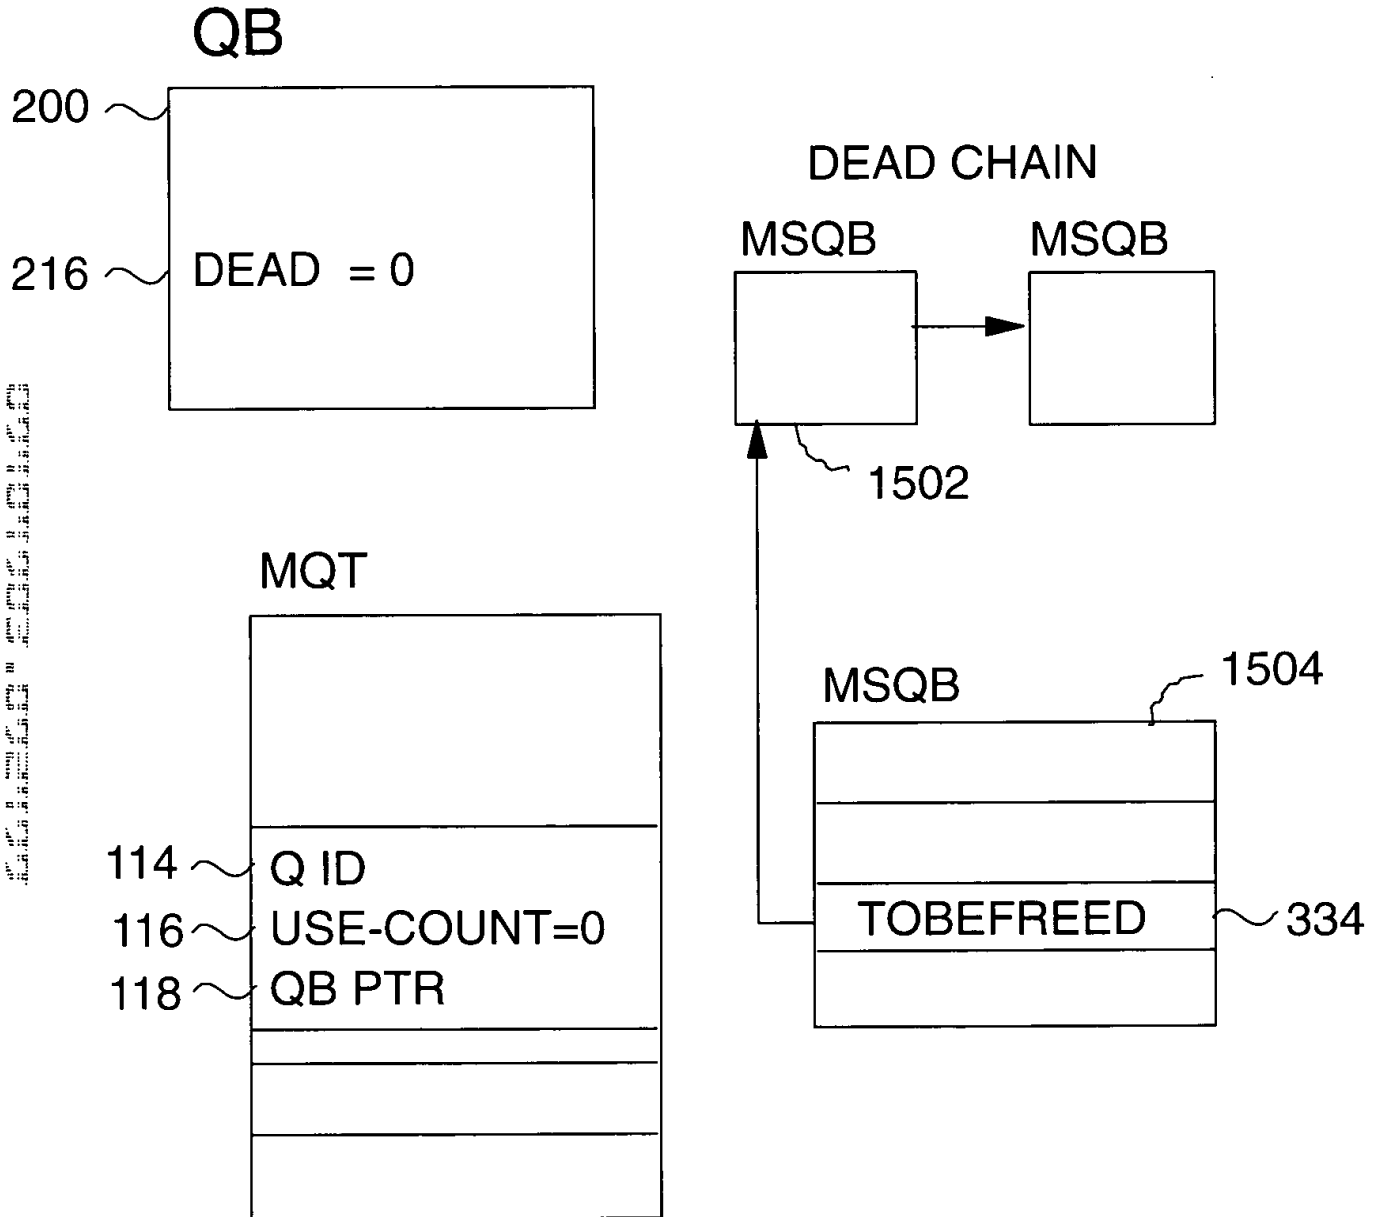 QB
200
216
DEAD = 0
DEAD CHAIN
MSQB
MSQB
1502
MQT
114
Q ID
116
USE-COUNT=0
118
QB PTR
MSQB
1504
TOBEFREED
334